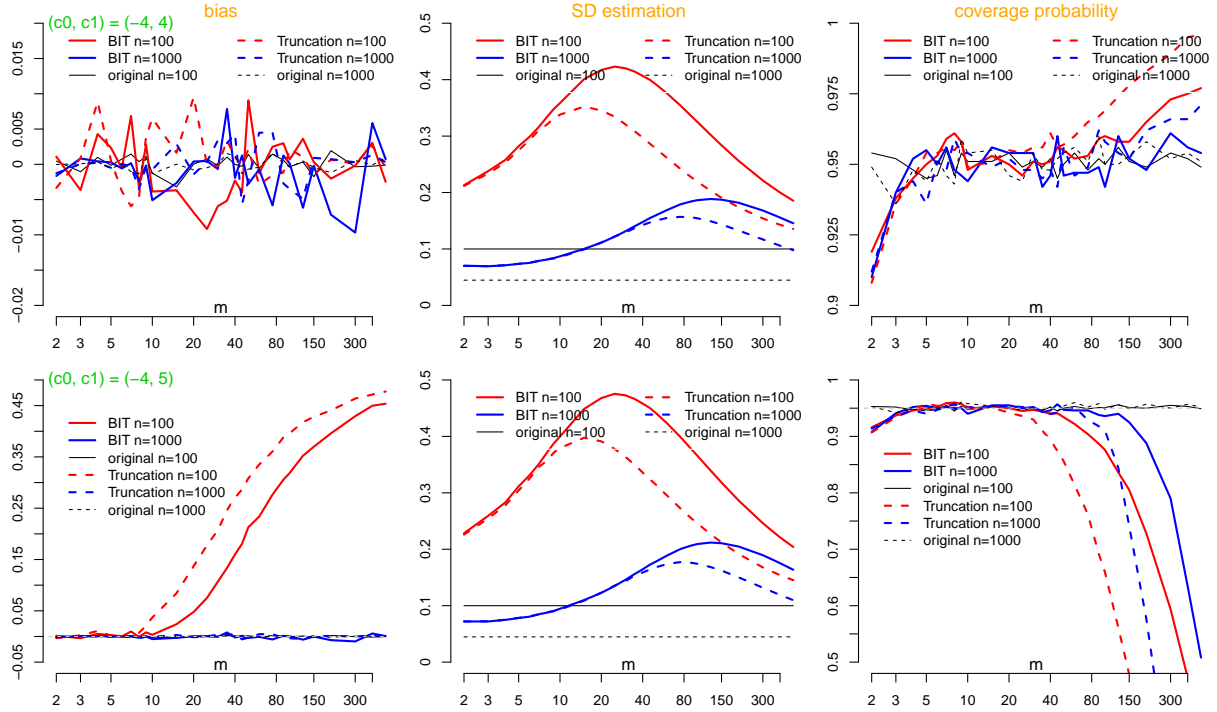 bias
SD estimation
coverage probability
(c0, c1) = (−4, 4)
BIT n=100
BIT n=1000
original n=100
Truncation n=100
Truncation n=1000
original n=1000
0.015
0.005
0
−0.005
−0.01
−0.02
m
2 3 5 10 20 40 80 150 300
BIT n=100
BIT n=1000
original n=100
Truncation n=100
Truncation n=1000
original n=1000
0.5
0.4
0.3
0.2
0.1
0
m
2 3 5 10 20 40 80 150 300
BIT n=100
BIT n=1000
original n=100
Truncation n=100
Truncation n=1000
original n=1000
1
0.975
0.95
0.925
0.9
m
2 3 5 10 20 40 80 150 300
(c0, c1) = (−4, 5)
BIT n=100
BIT n=1000
original n=100
Truncation n=100
Truncation n=1000
original n=1000
0.45
0.35
0.25
0.15
0.05
−0.05
m
2 3 5 10 20 40 80 150 300
BIT n=100
BIT n=1000
original n=100
Truncation n=100
Truncation n=1000
original n=1000
0.5
0.4
0.3
0.2
0.1
0
m
2 3 5 10 20 40 80 150 300
BIT n=100
BIT n=1000
original n=100
Truncation n=100
Truncation n=1000
original n=1000
1
0.9
0.8
0.7
0.6
0.5
m
2 3 5 10 20 40 80 150 300